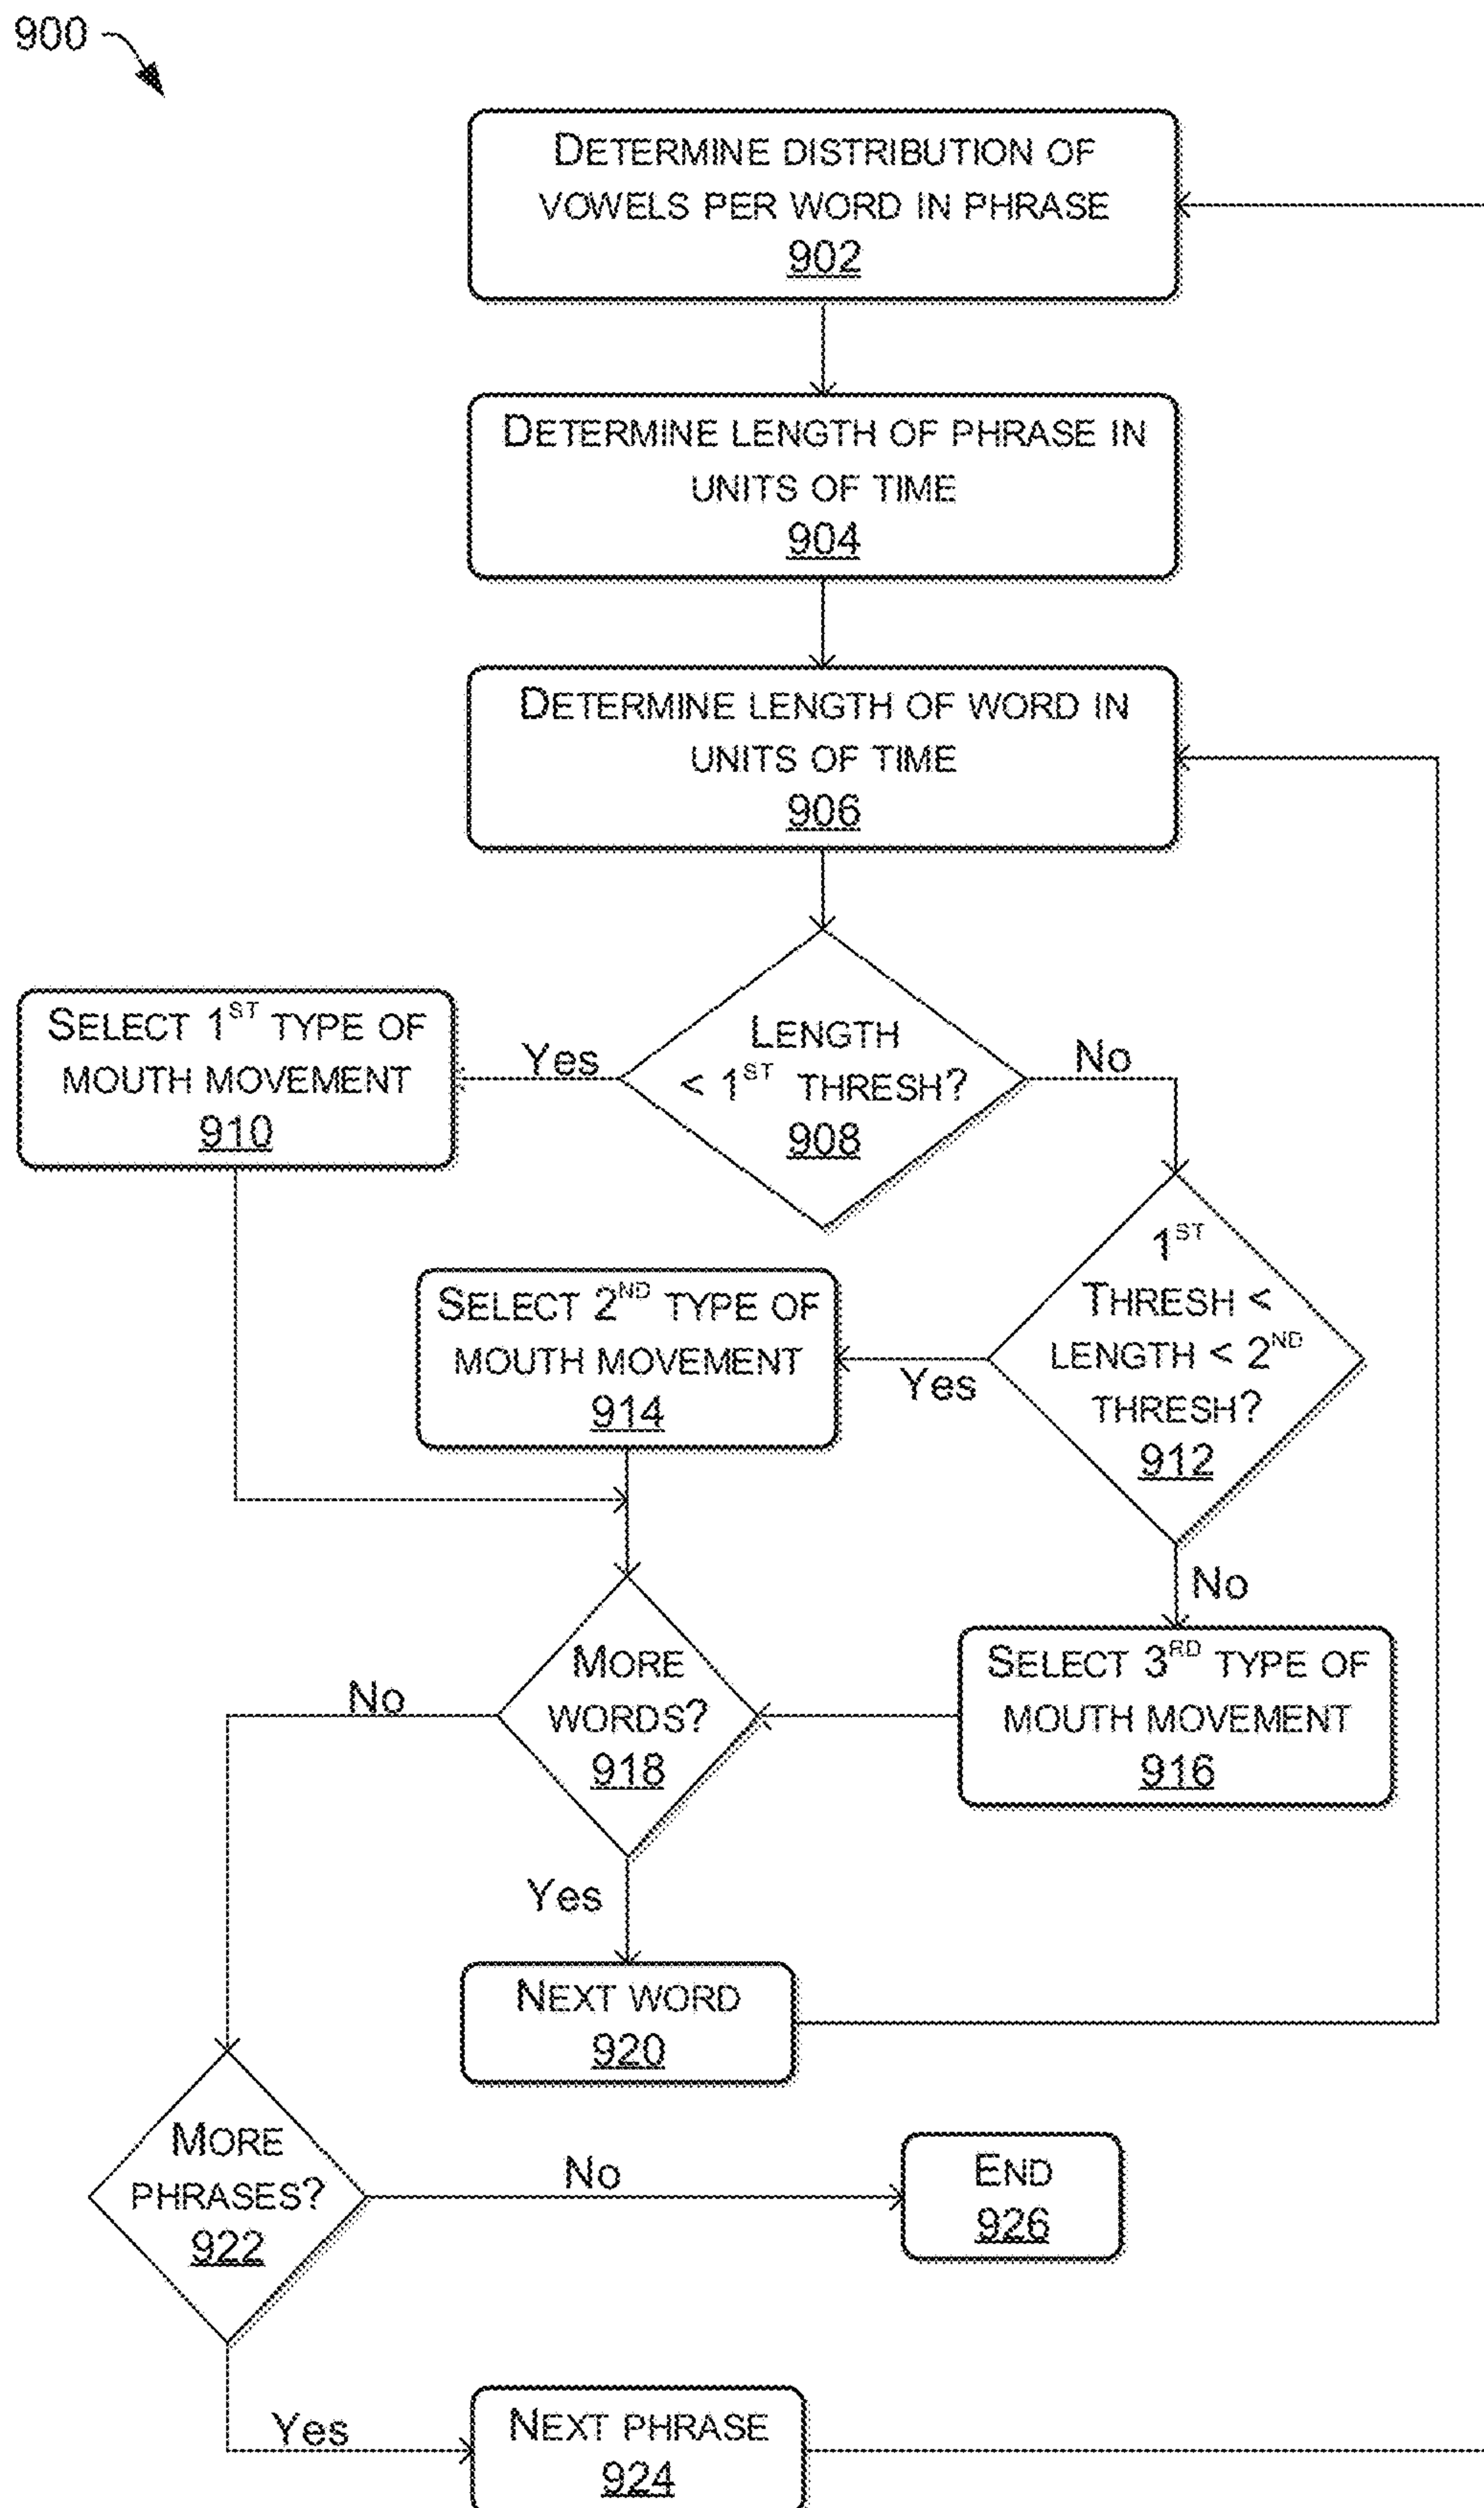 900
DETERMINE DISTRIBUTION OF
VOWELS PER WORD IN PHRASE
902
DETERMINE LENGTH OF PHRASE IN
UNITS OF TIME
904
DETERMINE LENGTH OF WORD IN
UNITS OF TIME
906
LENGTH
< 1ST THRESH?
908
Yes
No
SELECT 1ST TYPE OF
MOUTH MOVEMENT
910
1ST
THRESH <
LENGTH < 2ND
THRESH?
912
Yes
No
SELECT 2ND TYPE OF
MOUTH MOVEMENT
914
SELECT 3RD TYPE OF
MOUTH MOVEMENT
916
MORE
WORDS?
918
No
Yes
NEXT WORD
920
MORE
PHRASES?
922
No
END
926
Yes
NEXT PHRASE
924